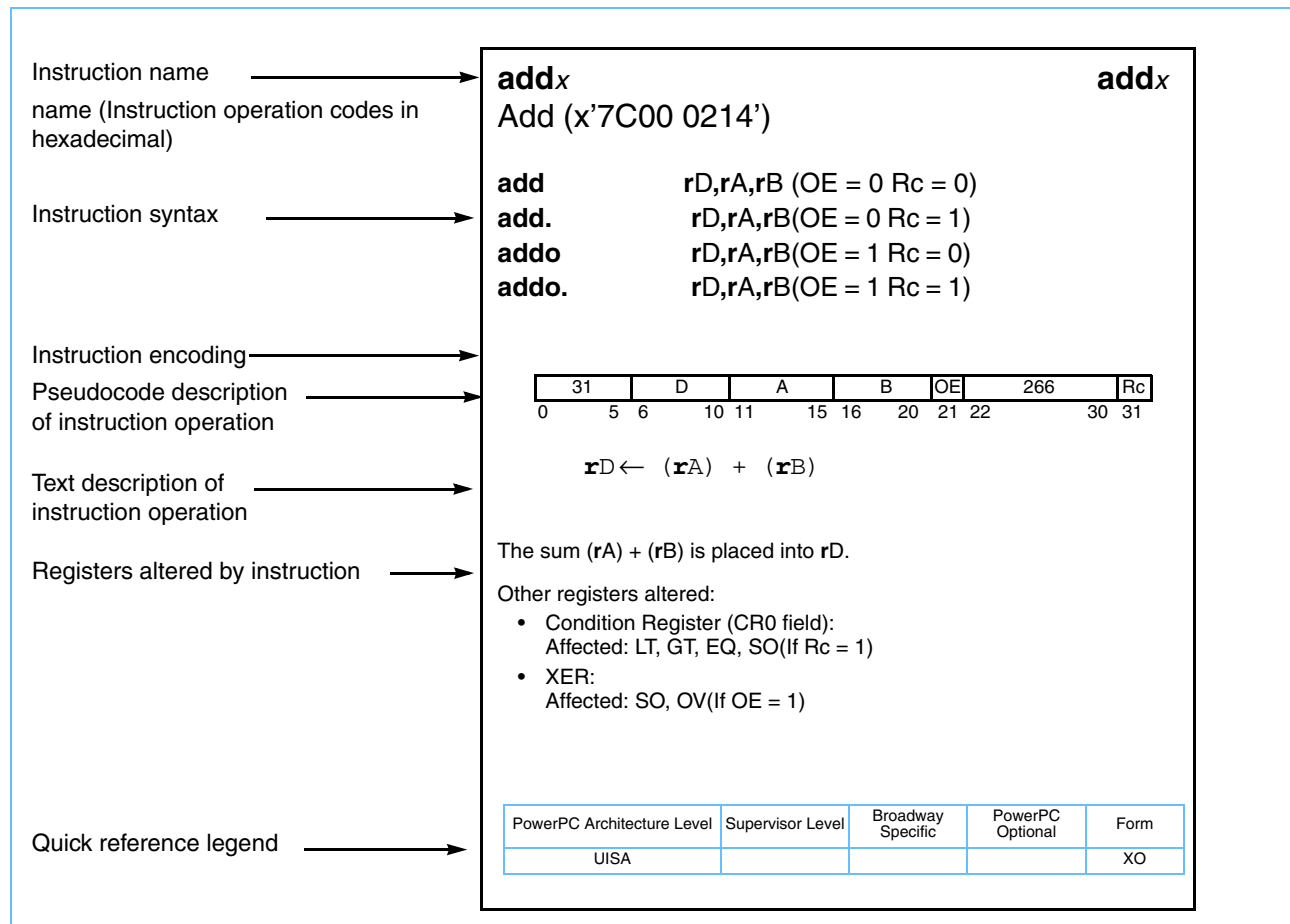 Instruction name
name (Instruction operation codes in
hexadecimal)
Instruction syntax
Instruction encoding
Pseudocode description
of instruction operation
Text description of
instruction operation
Registers altered by instruction
Quick reference legend
addx addx
Add (x’7C00 0214’)
add rD,rA,rB (OE = 0 Rc = 0)
add. rD,rA,rB(OE = 0 Rc = 1)
addo rD,rA,rB(OE = 1 Rc = 0)
addo. rD,rA,rB(OE = 1 Rc = 1)
31 D A B OE 266 Rc
0 5 6 10 11 15 16 20 21 22 30 31
rD← (rA) + (rB)
The sum (rA) + (rB) is placed into rD.
Other registers altered:
• Condition Register (CR0 field):
Affected: LT, GT, EQ, SO(If Rc = 1)
• XER:
Affected: SO, OV(If OE = 1)
PowerPC Architecture Level Supervisor Level Broadway Specific PowerPC Optional Form
UISA XO